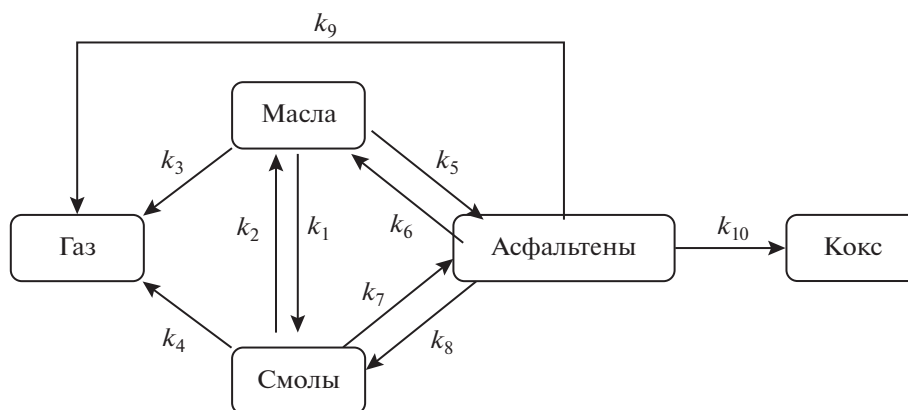 k9
Масла
k3
k5
Газ
k2
k1
k6
Асфальтены
k10
Кокс
k7
k4
k8
Смолы